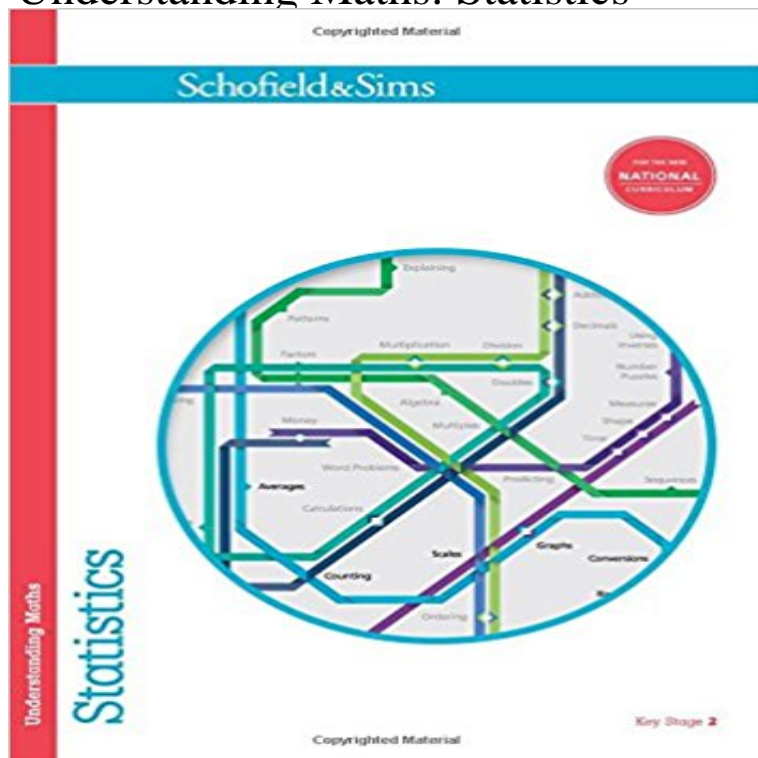 Understanding Maths: Statistics
Copyrighted Material
Schofield&Sims
FOR THE NEW
NATIONAL
CURRICULUM
Explaining
Patterns
Decimals
Multiplication
Division
Using
Inverses
Factors
Number
Puzzles
Doubles
Algebra
Measures
Money
Multiples
Shape
Time
Word Problems
Predicting
Sequences
Averages
Calculations
Scales
Graphs
Counting
Conversions
Ordering
Understanding Maths
Statistics
Key Stage 2
Copyrighted Material